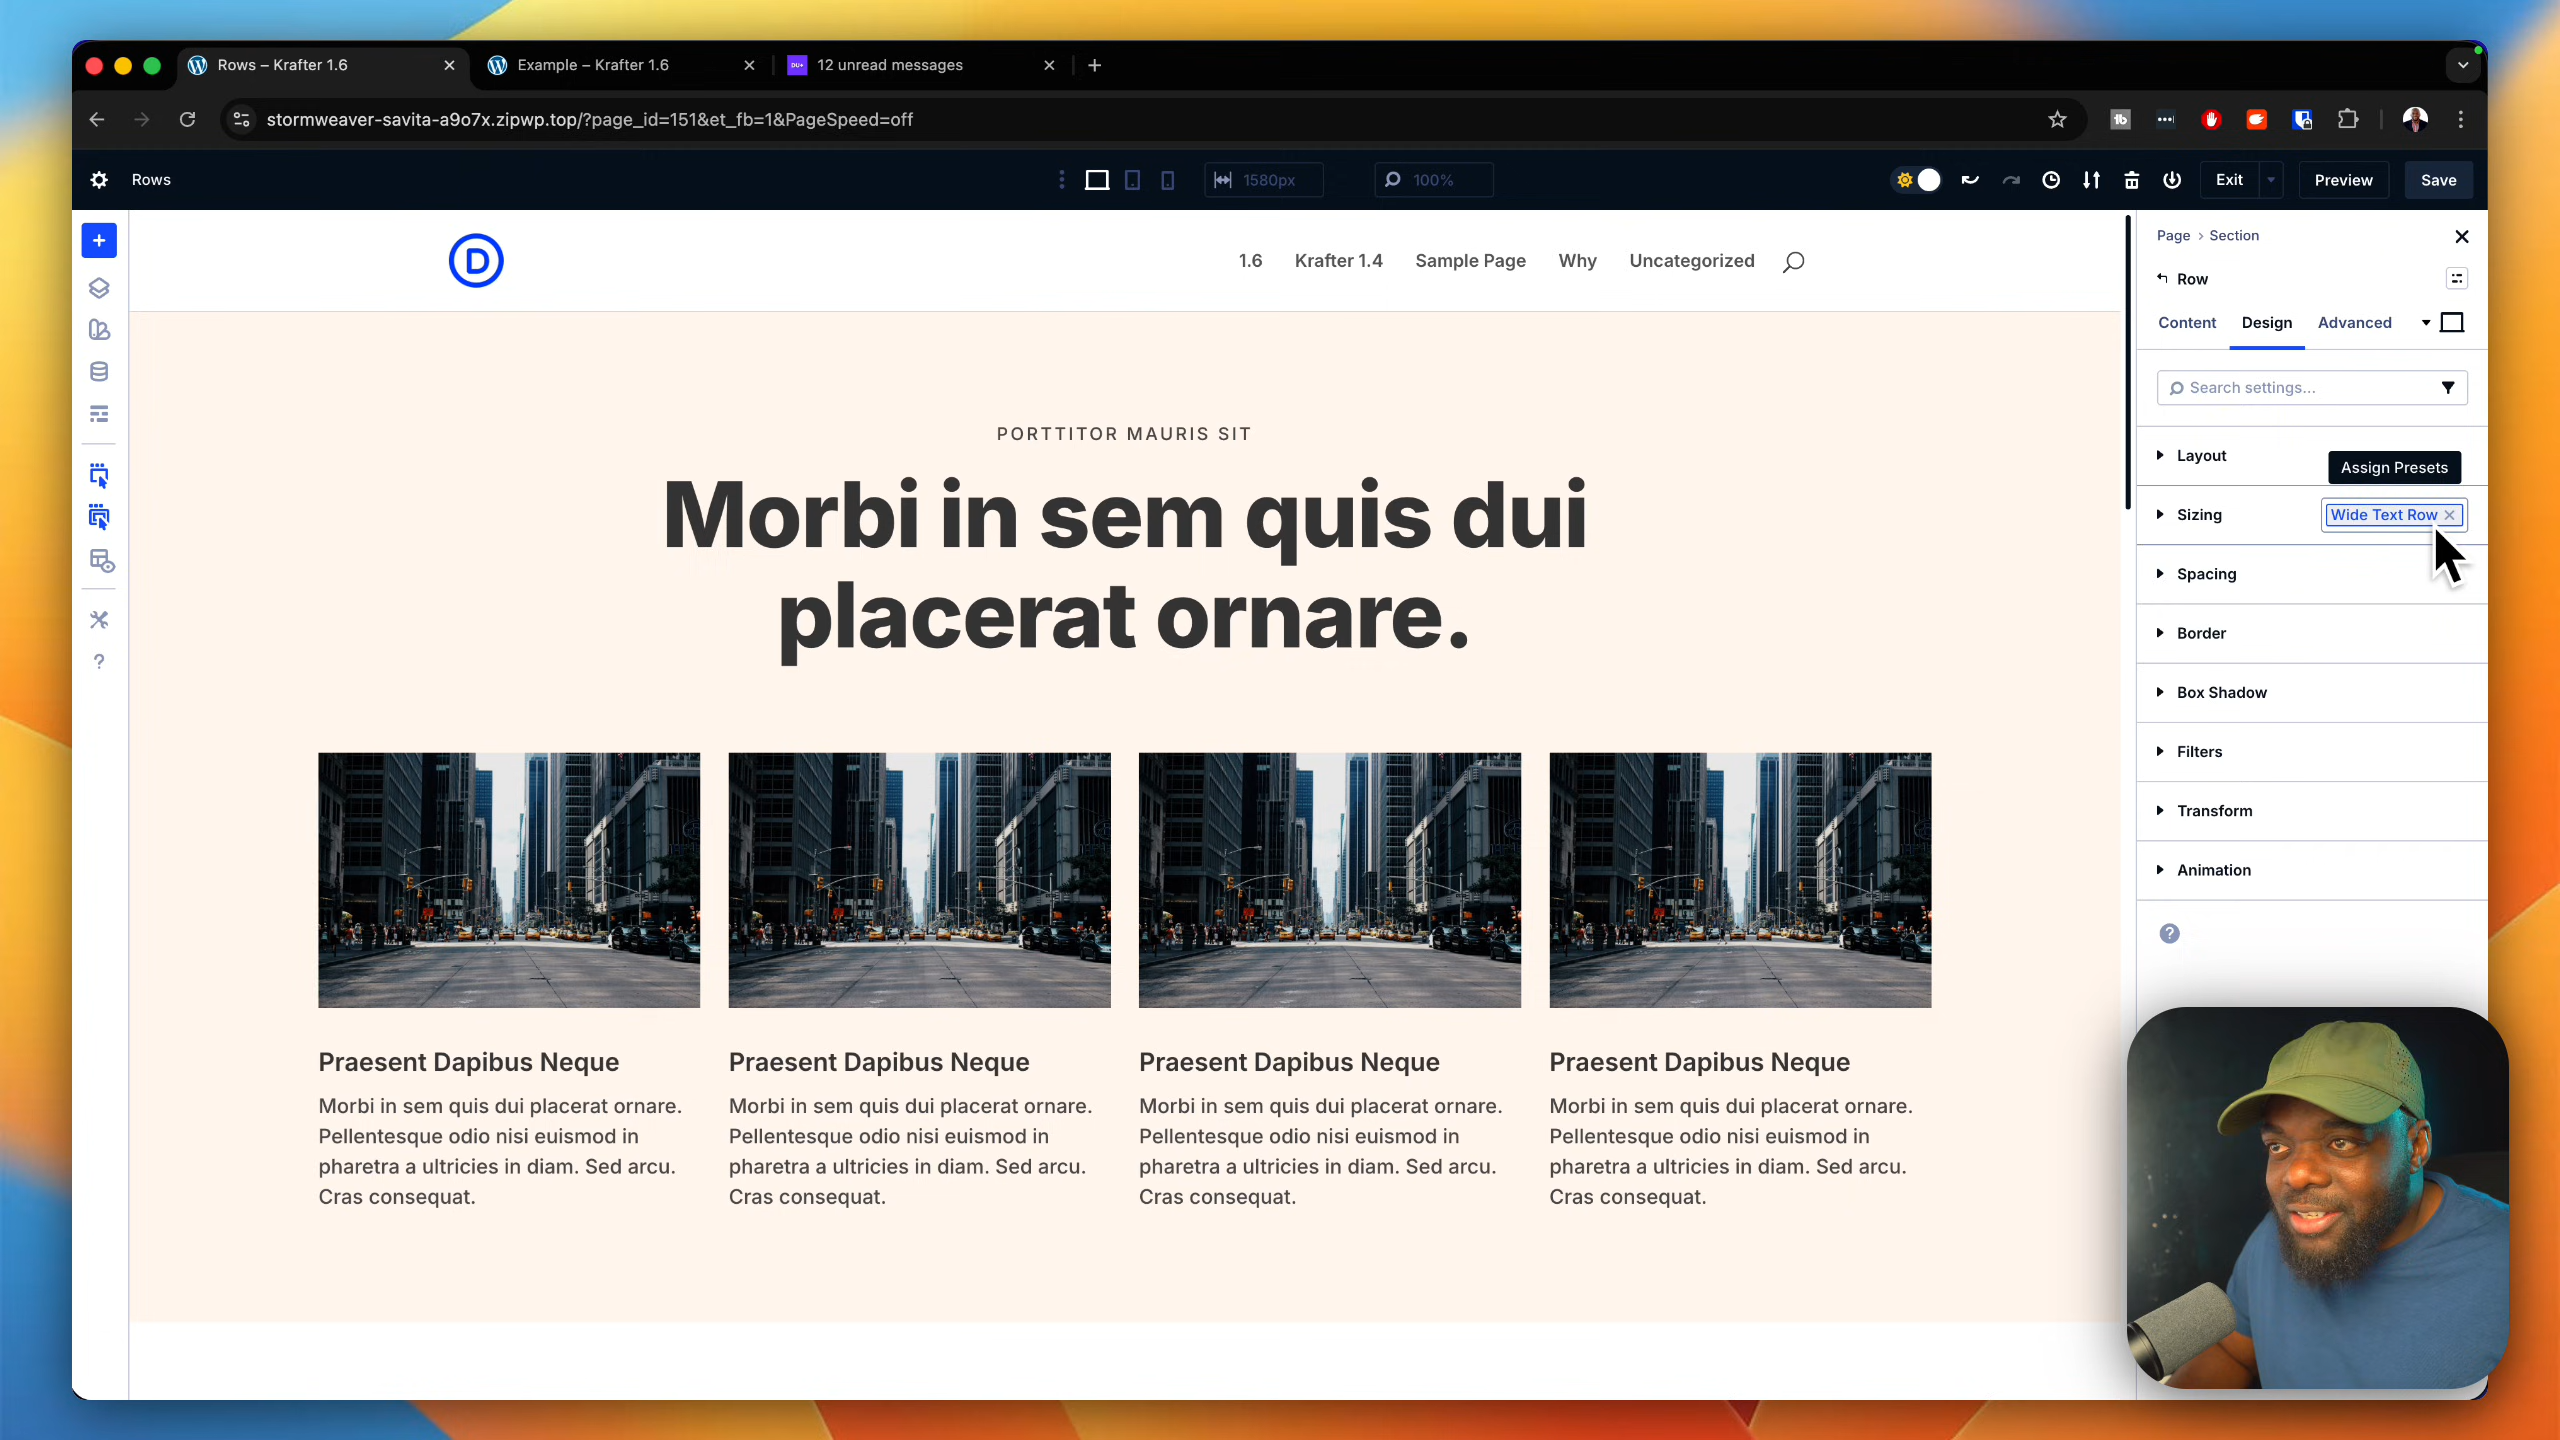 Rows – Krafter 1.6
Example – Krafter 1.6
DU+
12 unread messages
stormweaver-savita-a9o7x.zipwp.top/?page_id=151&et_fb=1&PageSpeed=off
tb
Rows
1580px
100%
Exit
Preview
Save
D
1.6
Krafter 1.4
Sample Page
Why
Uncategorized
PORTTITOR MAURIS SIT
Morbi in sem quis dui
placerat ornare.
Praesent Dapibus Neque
Morbi in sem quis dui placerat ornare.
Pellentesque odio nisi euismod in
pharetra a ultricies in diam. Sed arcu.
Cras consequat.
Praesent Dapibus Neque
Morbi in sem quis dui placerat ornare.
Pellentesque odio nisi euismod in
pharetra a ultricies in diam. Sed arcu.
Cras consequat.
Praesent Dapibus Neque
Morbi in sem quis dui placerat ornare.
Pellentesque odio nisi euismod in
pharetra a ultricies in diam. Sed arcu.
Cras consequat.
Praesent Dapibus Neque
Morbi in sem quis dui placerat ornare.
Pellentesque odio nisi euismod in
pharetra a ultricies in diam. Sed arcu.
Cras consequat.
Page › Section
Row
Content
Design
Advanced
Search settings...
Layout
Assign Presets
Sizing
Wide Text Row
Spacing
Border
Box Shadow
Filters
Transform
Animation